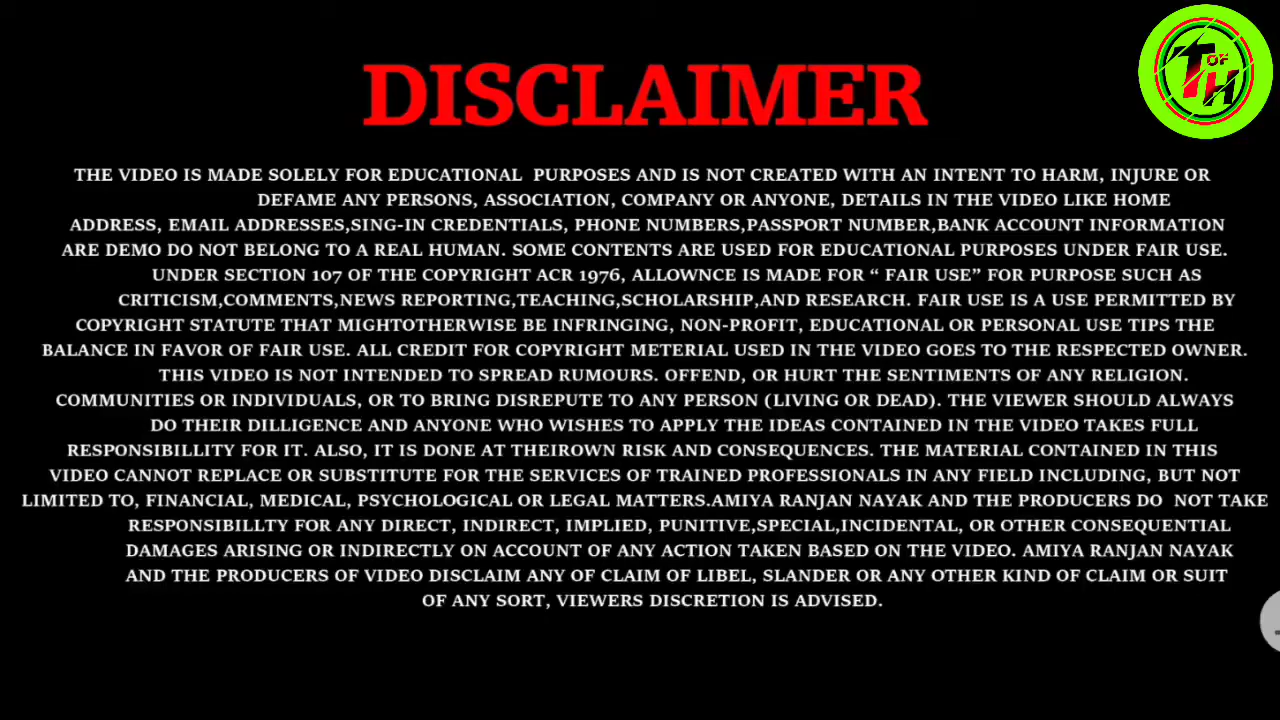 DISCLAIMER
T OF H
THE VIDEO IS MADE SOLELY FOR EDUCATIONAL  PURPOSES AND IS NOT CREATED WITH AN INTENT TO HARM, INJURE OR
DEFAME ANY PERSONS, ASSOCIATION, COMPANY OR ANYONE, DETAILS IN THE VIDEO LIKE HOME
ADDRESS, EMAIL ADDRESSES,SING-IN CREDENTIALS, PHONE NUMBERS,PASSPORT NUMBER,BANK ACCOUNT INFORMATION
ARE DEMO DO NOT BELONG TO A REAL HUMAN. SOME CONTENTS ARE USED FOR EDUCATIONAL PURPOSES UNDER FAIR USE.
UNDER SECTION 107 OF THE COPYRIGHT ACR 1976, ALLOWNCE IS MADE FOR “ FAIR USE” FOR PURPOSE SUCH AS
CRITICISM,COMMENTS,NEWS REPORTING,TEACHING,SCHOLARSHIP,AND RESEARCH. FAIR USE IS A USE PERMITTED BY
COPYRIGHT STATUTE THAT MIGHTOTHERWISE BE INFRINGING, NON-PROFIT, EDUCATIONAL OR PERSONAL USE TIPS THE
BALANCE IN FAVOR OF FAIR USE. ALL CREDIT FOR COPYRIGHT METERIAL USED IN THE VIDEO GOES TO THE RESPECTED OWNER.
THIS VIDEO IS NOT INTENDED TO SPREAD RUMOURS. OFFEND, OR HURT THE SENTIMENTS OF ANY RELIGION.
COMMUNITIES OR INDIVIDUALS, OR TO BRING DISREPUTE TO ANY PERSON (LIVING OR DEAD). THE VIEWER SHOULD ALWAYS
DO THEIR DILLIGENCE AND ANYONE WHO WISHES TO APPLY THE IDEAS CONTAINED IN THE VIDEO TAKES FULL
RESPONSIBILLITY FOR IT. ALSO, IT IS DONE AT THEIROWN RISK AND CONSEQUENCES. THE MATERIAL CONTAINED IN THIS
VIDEO CANNOT REPLACE OR SUBSTITUTE FOR THE SERVICES OF TRAINED PROFESSIONALS IN ANY FIELD INCLUDING, BUT NOT
LIMITED TO, FINANCIAL, MEDICAL, PSYCHOLOGICAL OR LEGAL MATTERS.AMIYA RANJAN NAYAK AND THE PRODUCERS DO  NOT TAKE
RESPONSIBILLTY FOR ANY DIRECT, INDIRECT, IMPLIED, PUNITIVE,SPECIAL,INCIDENTAL, OR OTHER CONSEQUENTIAL
DAMAGES ARISING OR INDIRECTLY ON ACCOUNT OF ANY ACTION TAKEN BASED ON THE VIDEO. AMIYA RANJAN NAYAK
AND THE PRODUCERS OF VIDEO DISCLAIM ANY OF CLAIM OF LIBEL, SLANDER OR ANY OTHER KIND OF CLAIM OR SUIT
OF ANY SORT, VIEWERS DISCRETION IS ADVISED.